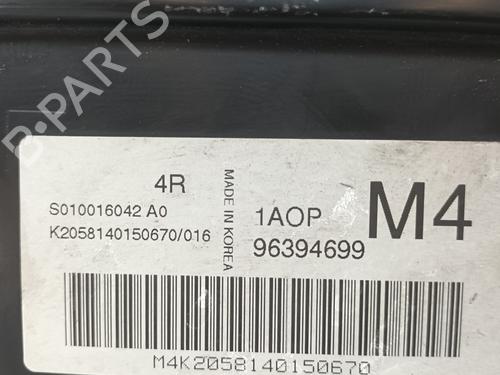 B-PARTS
4R
S010016042 A0
K2058140150670/016
MADE IN KOREA
1AOP
M4
96394699
M4K2058140150670